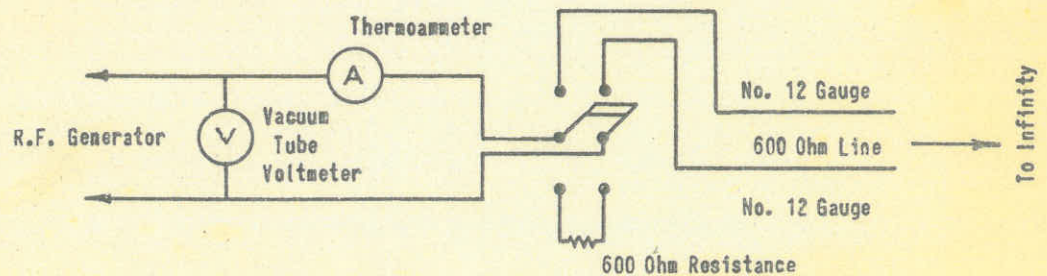 Thermoammeter
A
No. 12 Gauge
R.F. Generator
V
Vacuum
Tube
Voltmeter
600 Ohm Line
To Infinity
No. 12 Gauge
600 Ohm Resistance